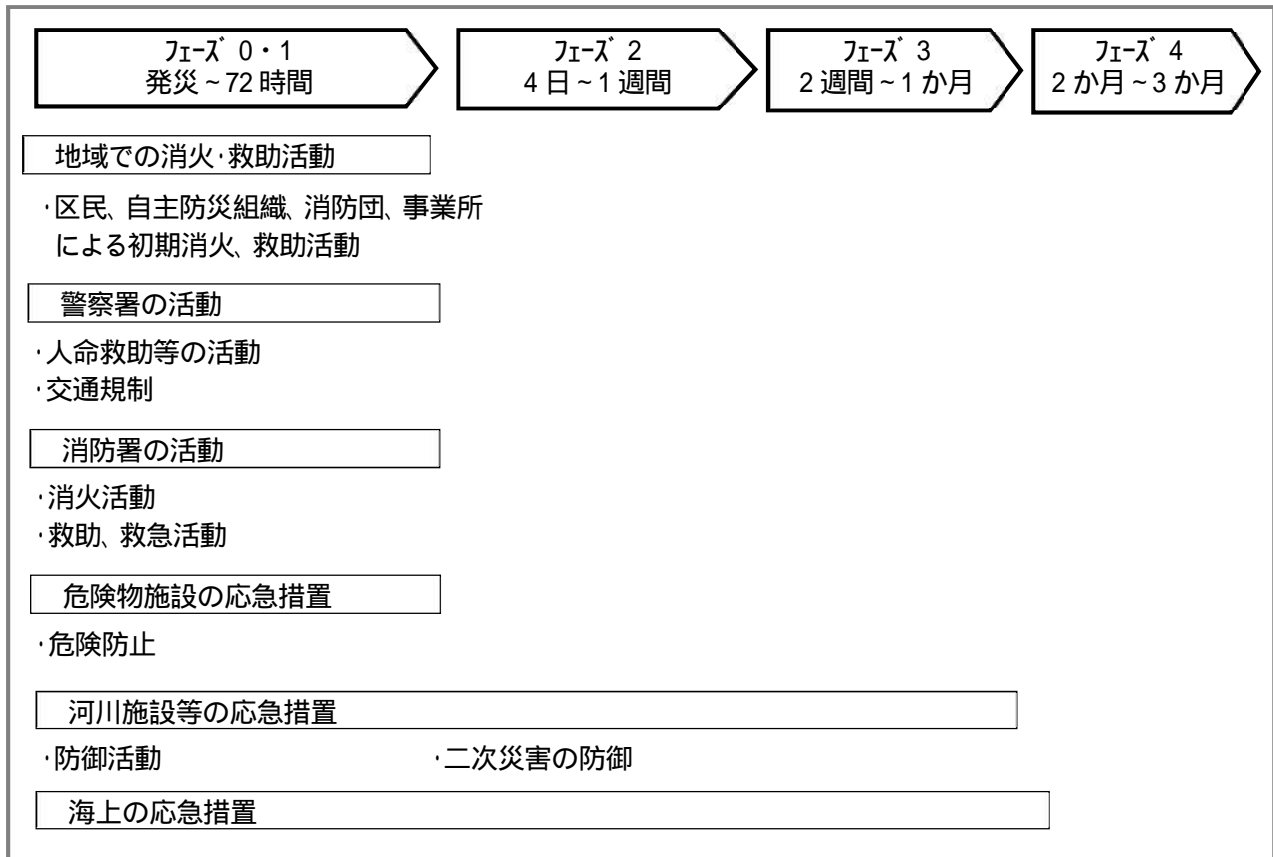 ﾌｪｰｽﾞ 0・1
発災~72 時間
ﾌｪｰｽﾞ 2
4 日~1 週間
ﾌｪｰｽﾞ 3
2 週間~1 か月
ﾌｪｰｽﾞ 4
2 か月~3 か月
地域での消火･救助活動
･区民、自主防災組織、消防団、事業所
による初期消火、救助活動
警察署の活動
･人命救助等の活動
･交通規制
消防署の活動
･消火活動
･救助、救急活動
危険物施設の応急措置
･危険防止
河川施設等の応急措置
･防御活動
･二次災害の防御
海上の応急措置